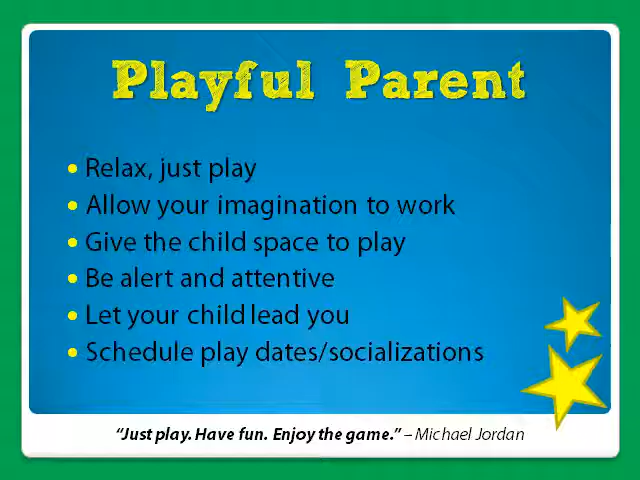 Playful Parent
• Relax, just play
• Allow your imagination to work
• Give the child space to play
• Be alert and attentive
• Let your child lead you
• Schedule play dates/socializations
“Just play. Have fun. Enjoy the game.” – Michael Jordan